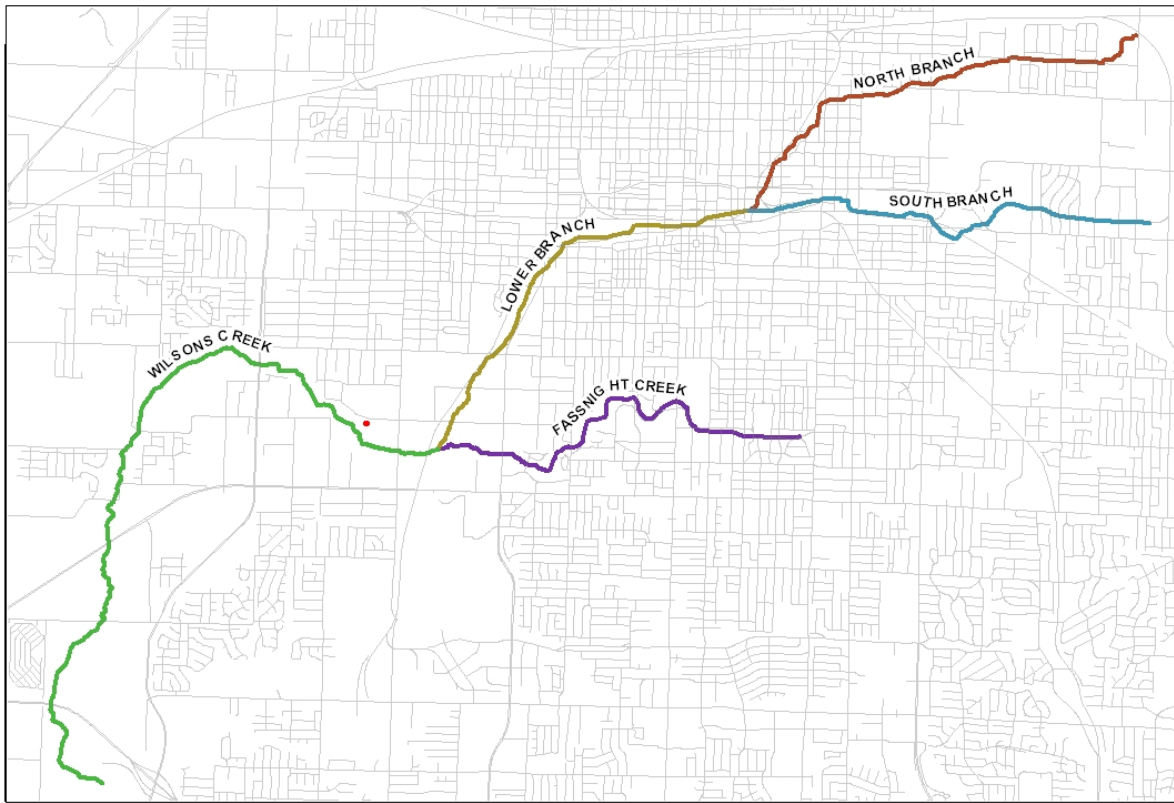 NORTH BRANCH
SOUTH BRANCH
LOWER BRANCH
WILSONS CREEK
FASSNIGHT CREEK